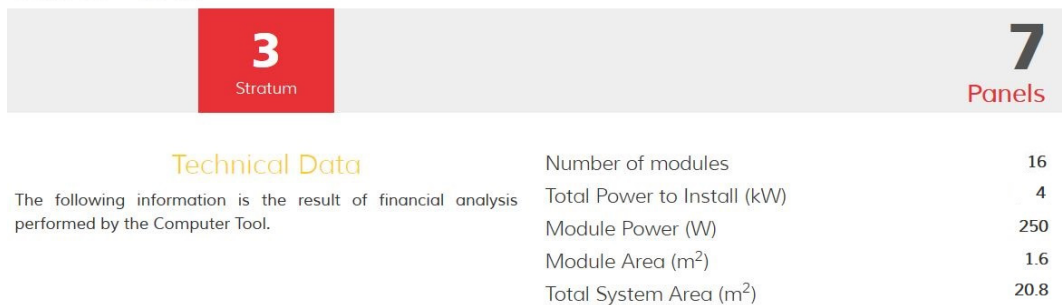 3
Stratum
7
Panels
Technical Data
The following information is the result of financial analysis
performed by the Computer Tool.
Number of modules 16
Total Power to Install (kW) 4
Module Power (W) 250
Module Area (m²) 1.6
Total System Area (m²) 20.8